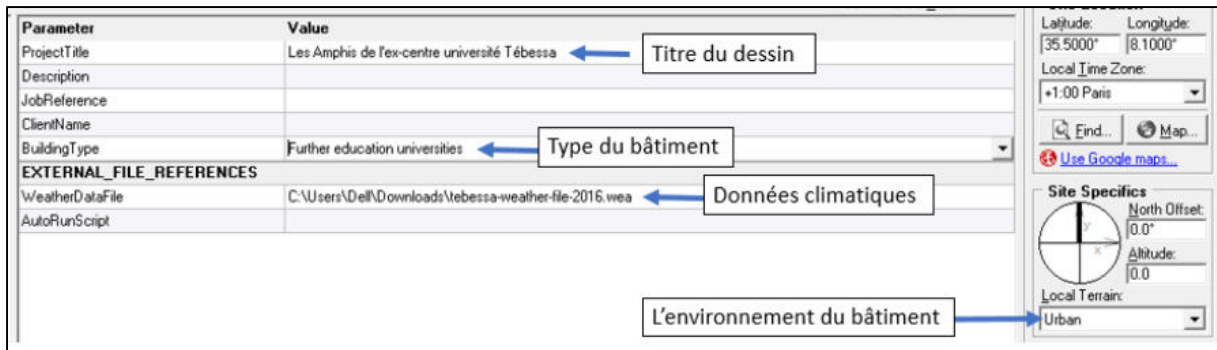 Parameter Value
ProjectTitle Les Amphis de l'ex-centre université Tébessa
Titre du dessin
Description
JobReference
ClientName
BuildingType Further education universities
Type du bâtiment
EXTERNAL_FILE_REFERENCES
WeatherDataFile C:\Users\Dell\Downloads\tebessa-weather-file-2016.wea
Données climatiques
AutoRunScript
L'environnement du bâtiment
Latitude: Longitude:
35.5000° 8.1000°
Local Time Zone:
+1:00 Paris
Find... Map...
Use Google maps...
Site Specifics
North Offset:
0.0°
y
x
Altitude:
0.0
Local Terrain:
Urban